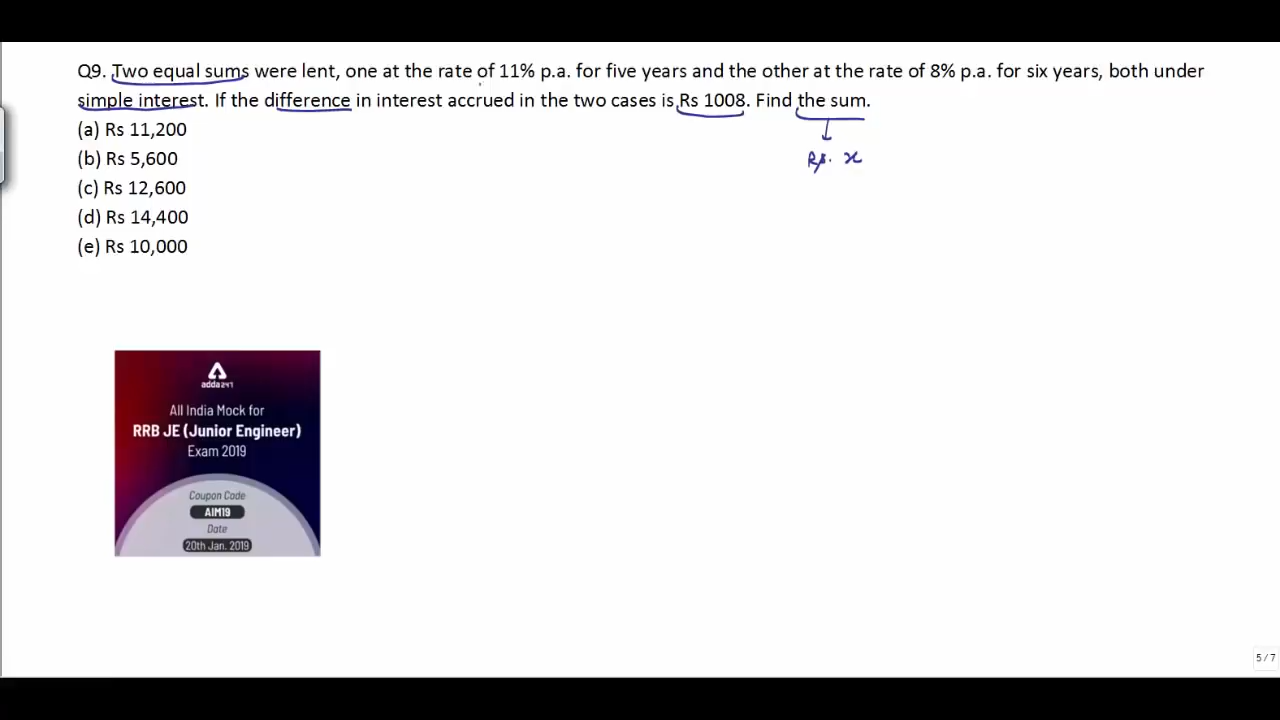 Q9. Two equal sums were lent, one at the rate of 11% p.a. for five years and the other at the rate of 8% p.a. for six years, both under
simple interest. If the difference in interest accrued in the two cases is Rs 1008. Find the sum.
Rs. x
(a) Rs 11,200
(b) Rs 5,600
(c) Rs 12,600
(d) Rs 14,400
(e) Rs 10,000
adda247
All India Mock for
RRB JE (Junior Engineer)
Exam 2019
Coupon Code
AIM19
Date
20th Jan. 2019
5/7